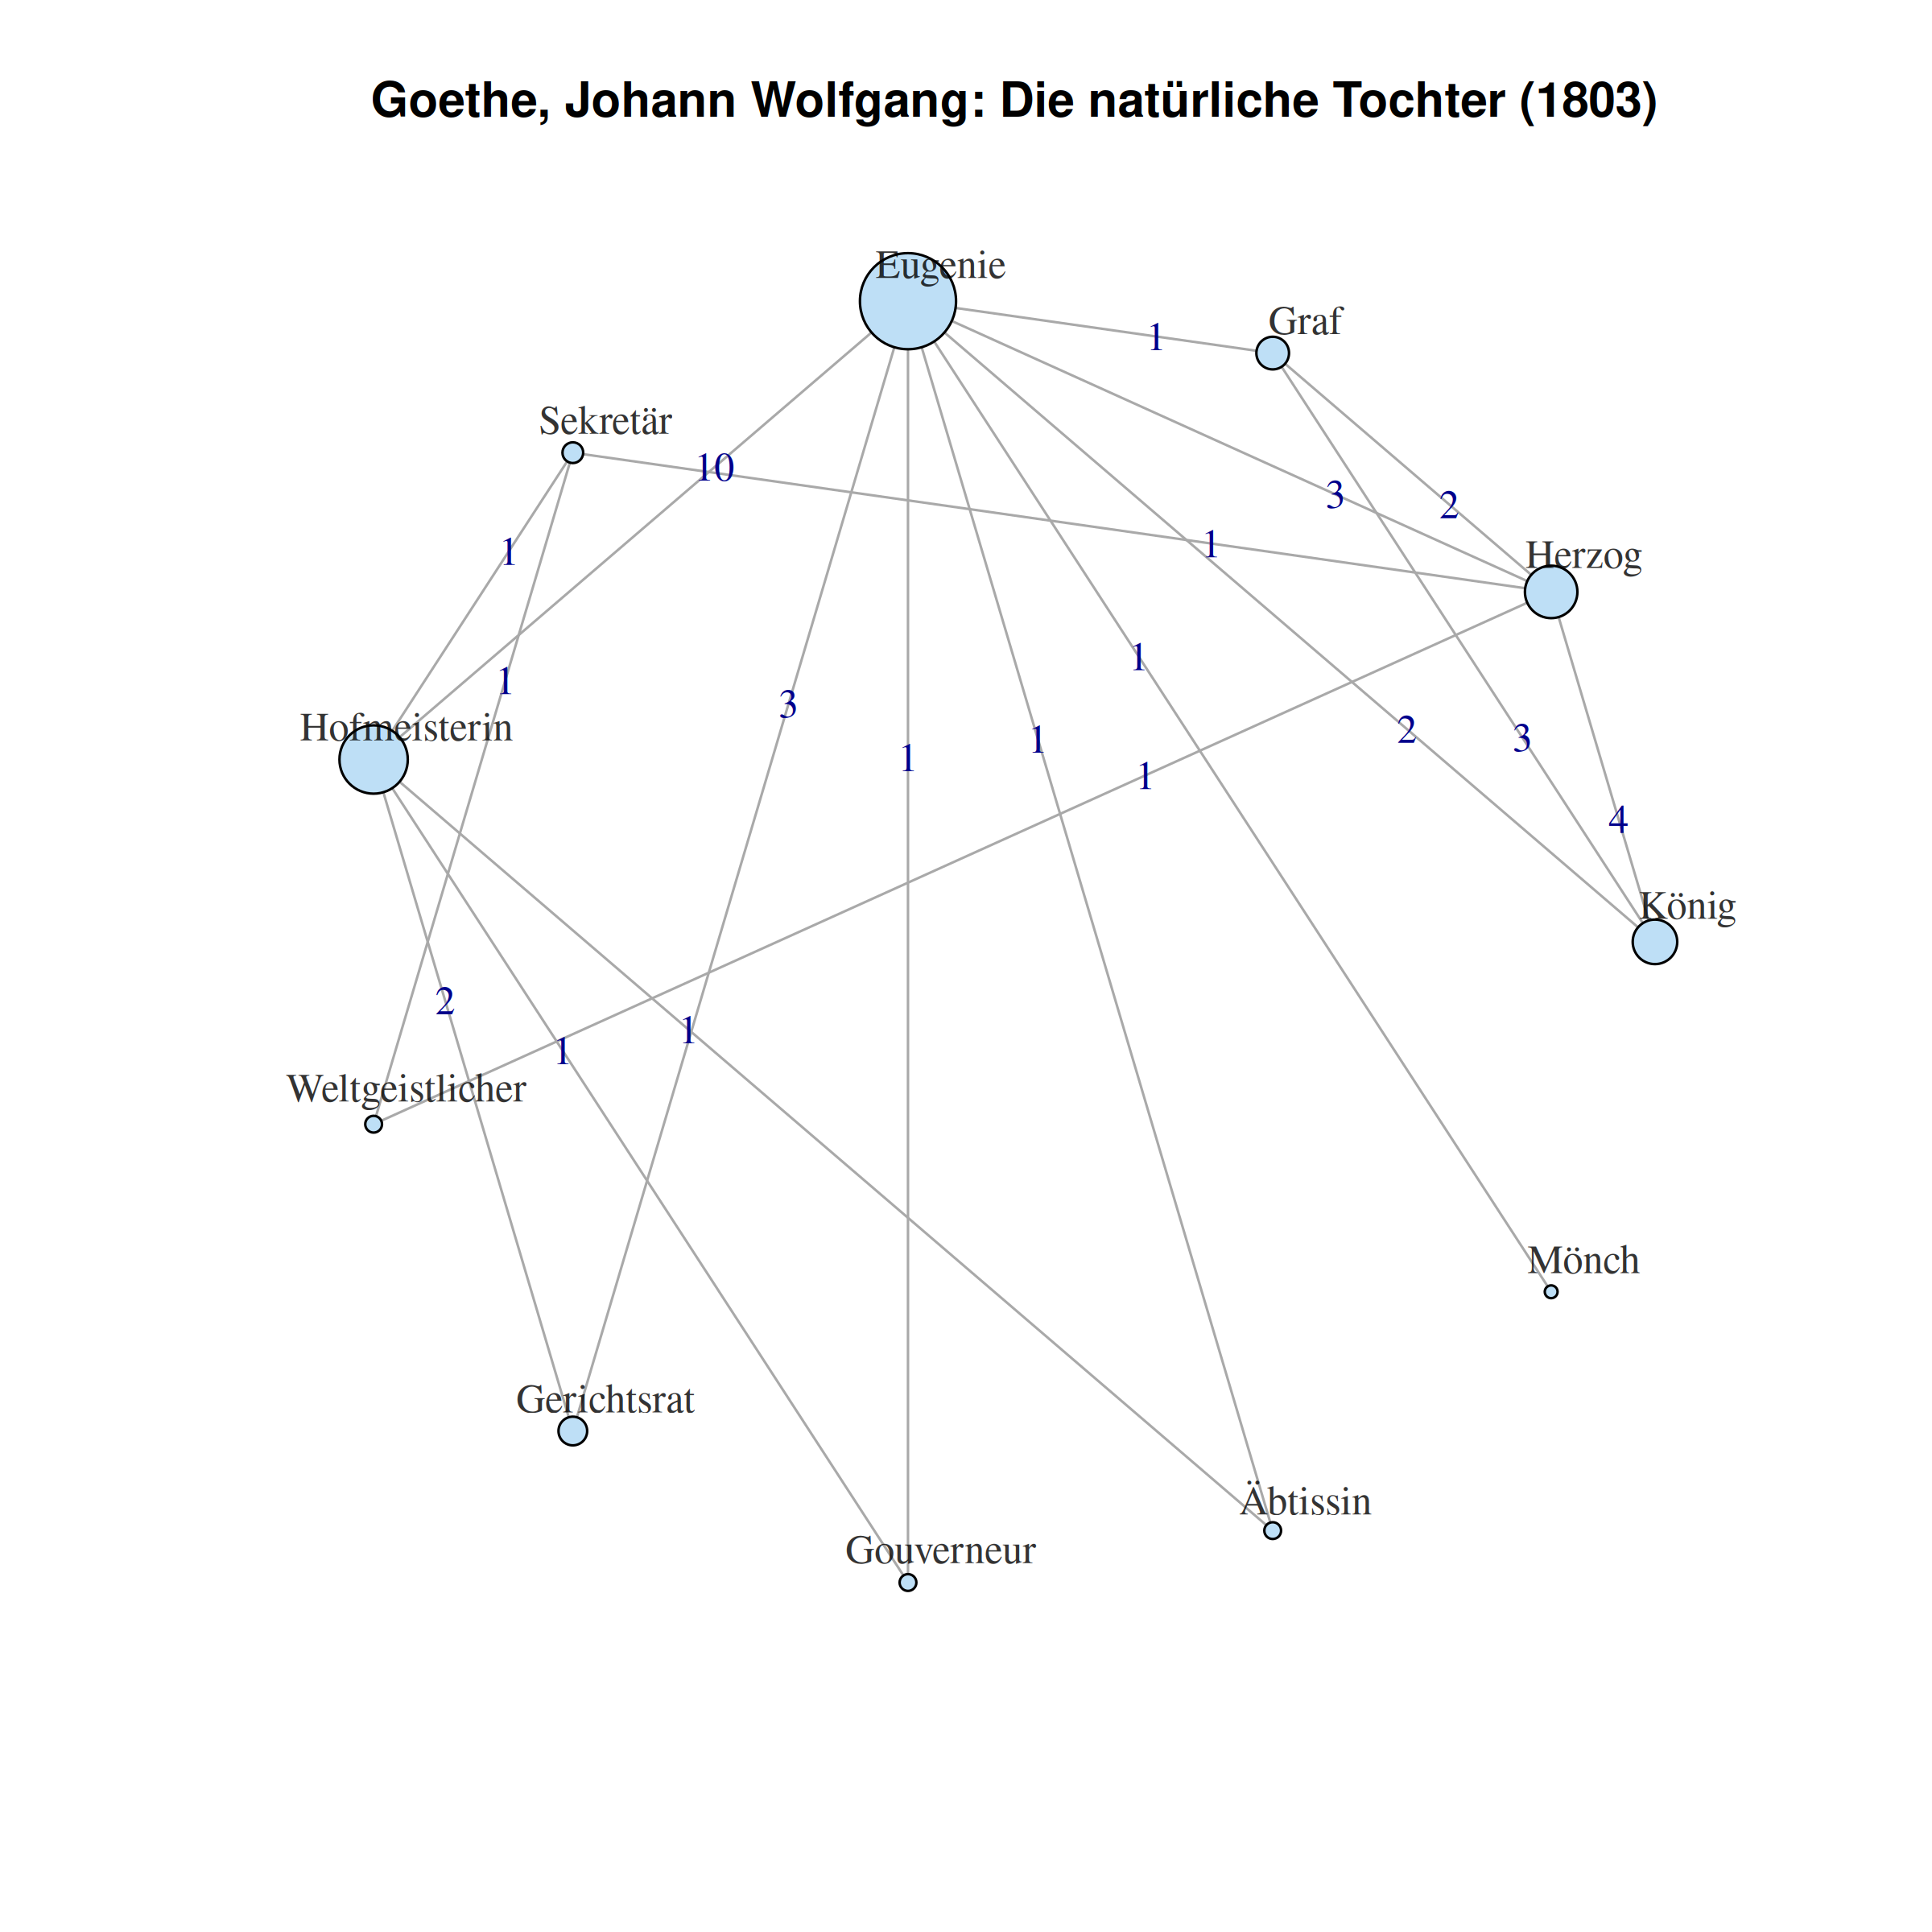 Goethe, Johann Wolfgang: Die natürliche Tochter (1803)
Eugenie
Graf
1
Sekretär
10
3
2
1
1
Herzog
1
1
3
Hofmeisterin
1
1
2
3
1
4
König
2
1
1
Weltgeistlicher
Mönch
Gerichtsrat
Äbtissin
Gouverneur